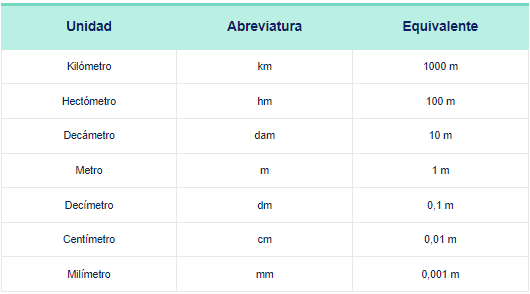 Unidad Abreviatura Equivalente
Kilómetro km 1000 m
Hectómetro hm 100 m
Decámetro dam 10 m
Metro m 1 m
Decímetro dm 0,1 m
Centímetro cm 0,01 m
Milímetro mm 0,001 m